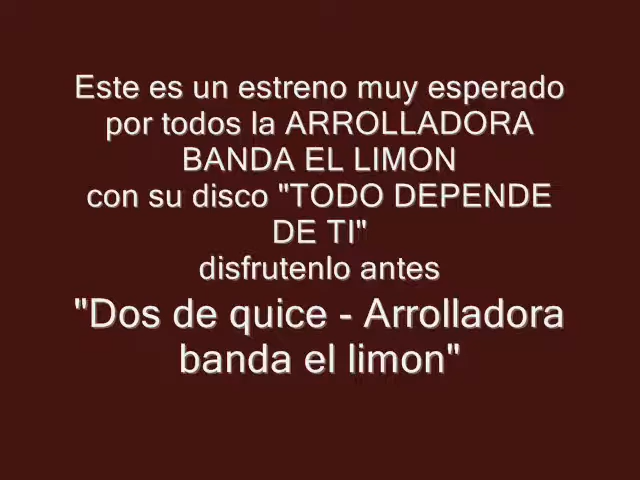 Este es un estreno muy esperado
por todos la ARROLLADORA
BANDA EL LIMON
con su disco "TODO DEPENDE
DE TI"
disfrutenlo antes
"Dos de quice - Arrolladora
banda el limon"